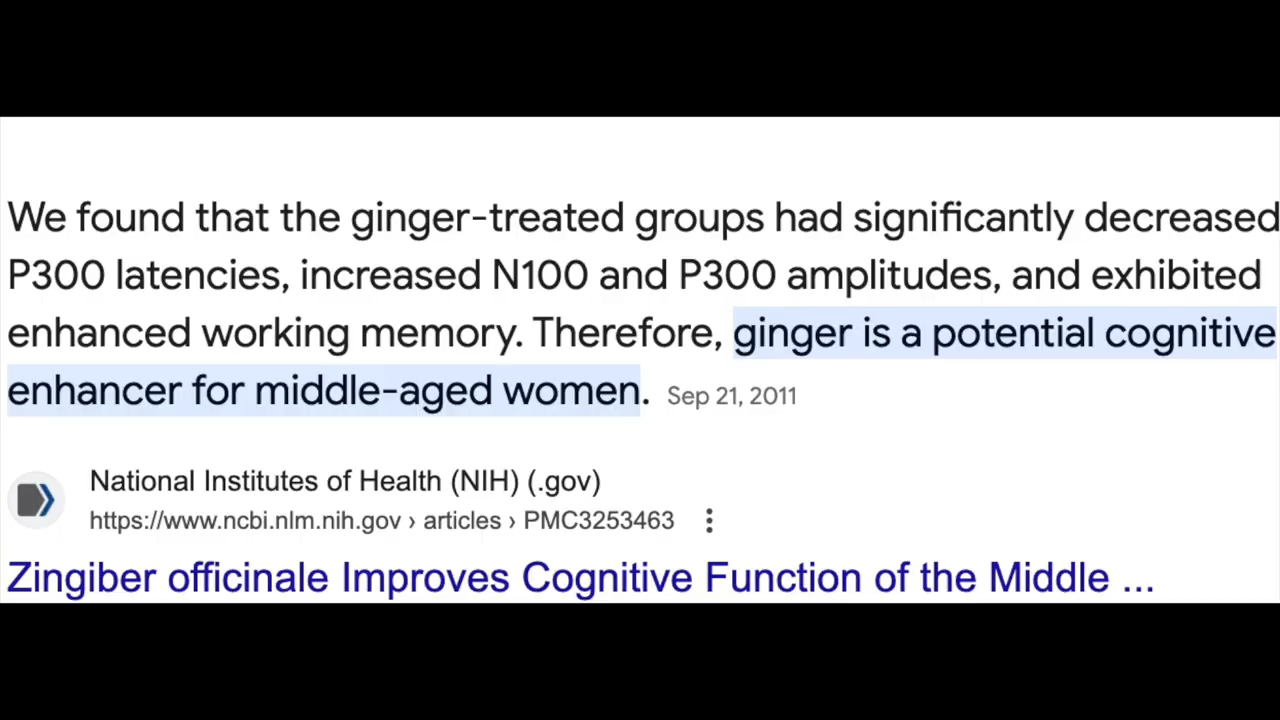 We found that the ginger-treated groups had significantly decreased
P300 latencies, increased N100 and P300 amplitudes, and exhibited
enhanced working memory. Therefore, ginger is a potential cognitive
enhancer for middle-aged women. Sep 21, 2011
National Institutes of Health (NIH) (.gov)
https://www.ncbi.nlm.nih.gov › articles › PMC3253463
Zingiber officinale Improves Cognitive Function of the Middle ...